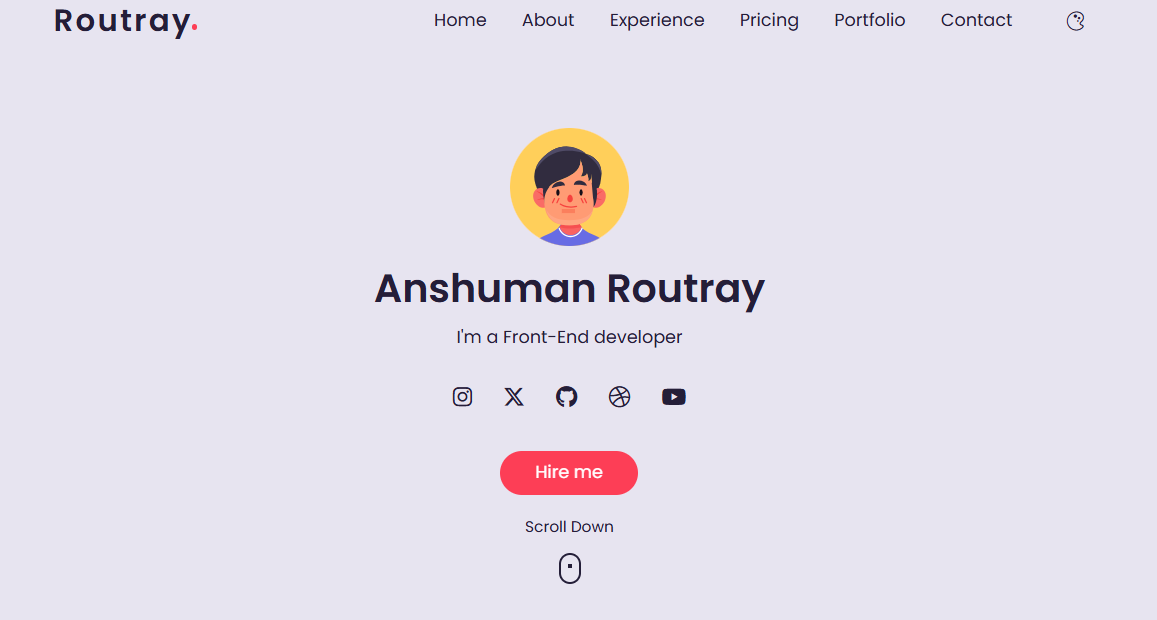 Routray.
Home About Experience Pricing Portfolio Contact
Anshuman Routray
I'm a Front-End developer
Hire me
Scroll Down